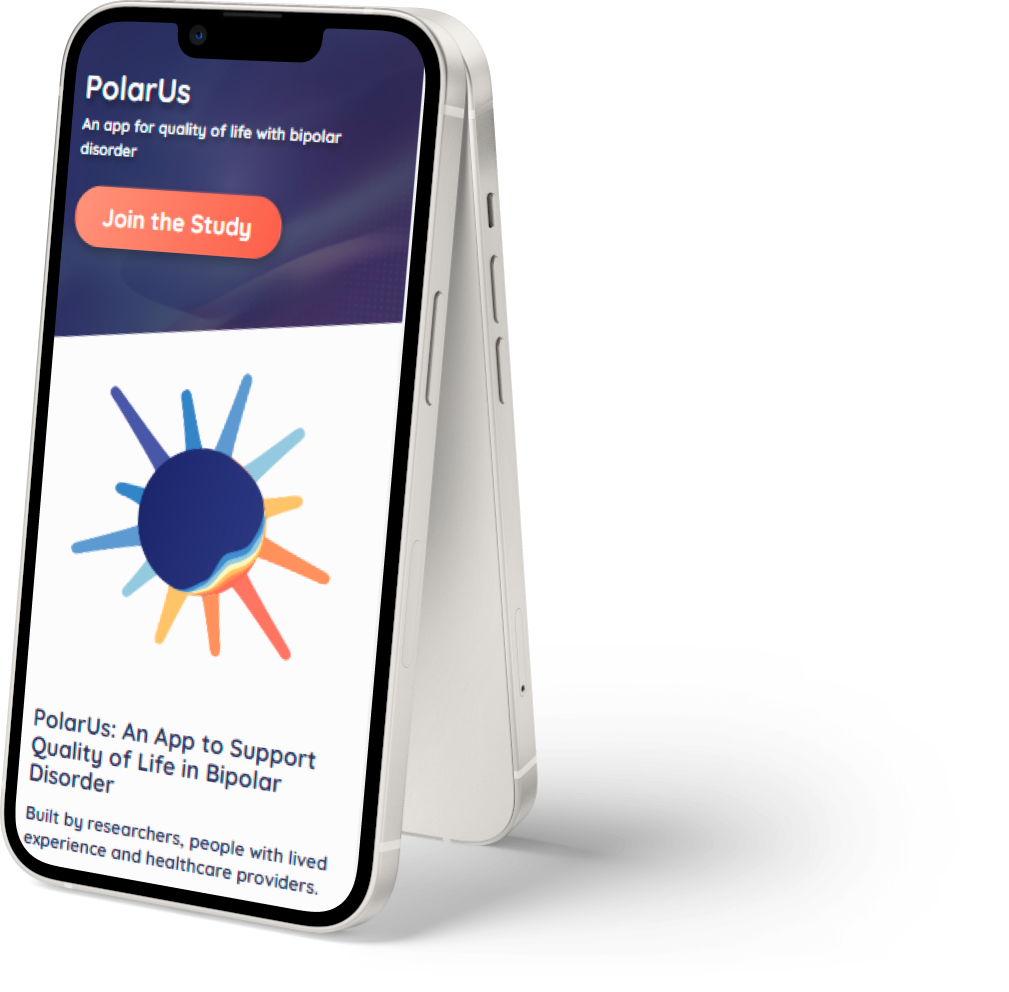 PolarUs
An app for quality of life with bipolar
disorder
Join the Study
PolarUs: An App to Support
Quality of Life in Bipolar
Disorder
Built by researchers, people with lived
experience and healthcare providers.